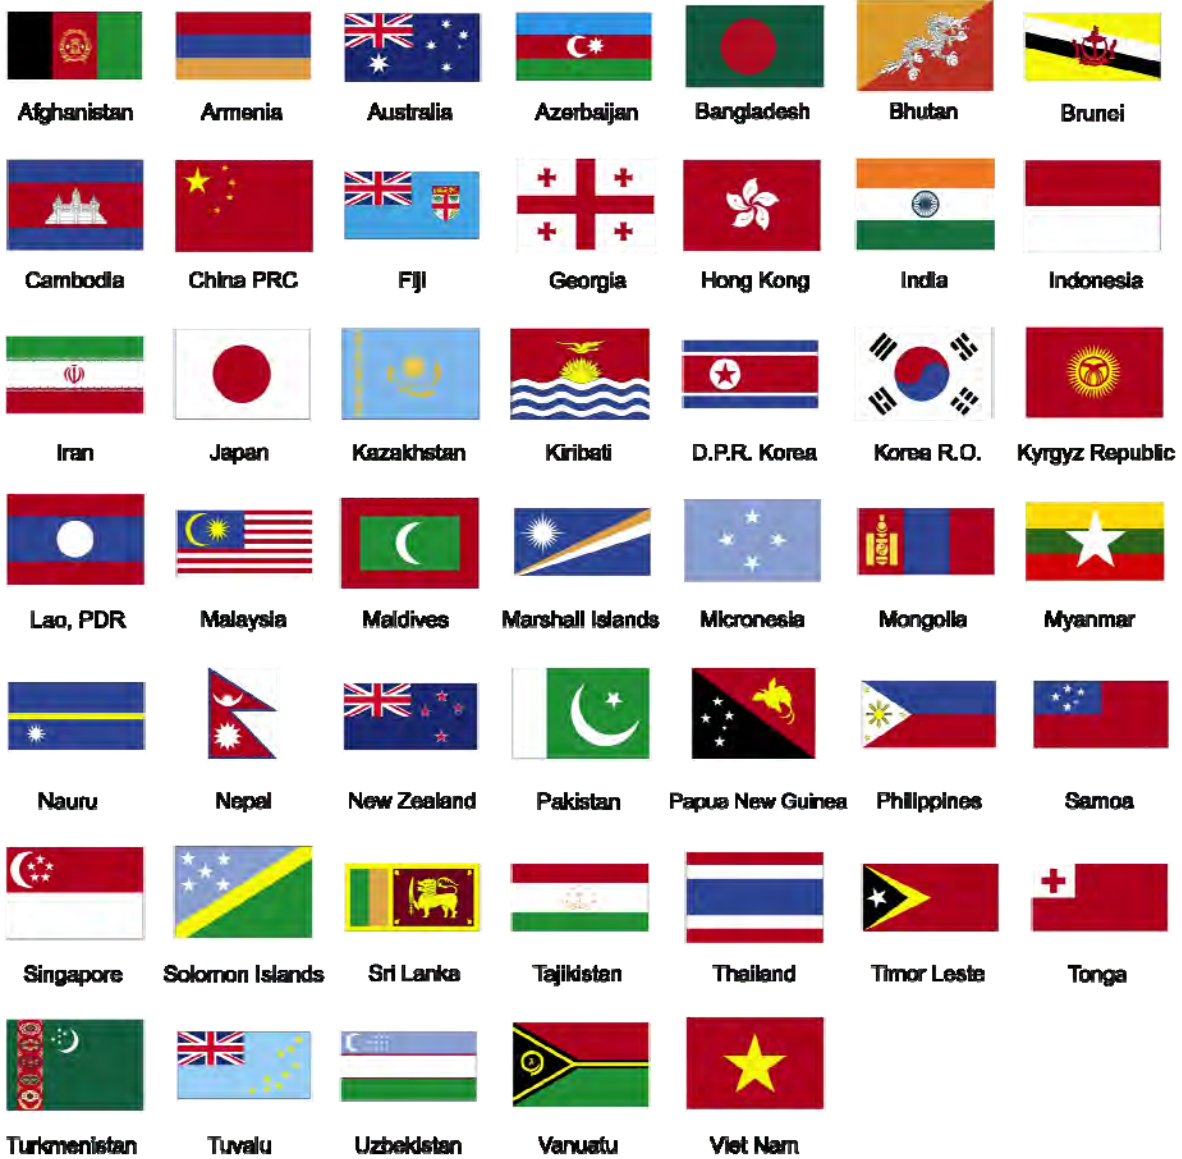 Afghanistan Armenia Australia Azerbaijan Bangladesh Bhutan Brunei
Cambodia China PRC Fiji Georgia Hong Kong India Indonesia
Iran Japan Kazakhstan Kiribati D.P.R. Korea Korea R.O. Kyrgyz Republic
Lao, PDR Malaysia Maldives Marshall Islands Micronesia Mongolia Myanmar
Nauru Nepal New Zealand Pakistan Papua New Guinea Philippines Samoa
Singapore Solomon Islands Sri Lanka Tajikistan Thailand Timor Leste Tonga
Turkmenistan Tuvalu Uzbekistan Vanuatu Viet Nam